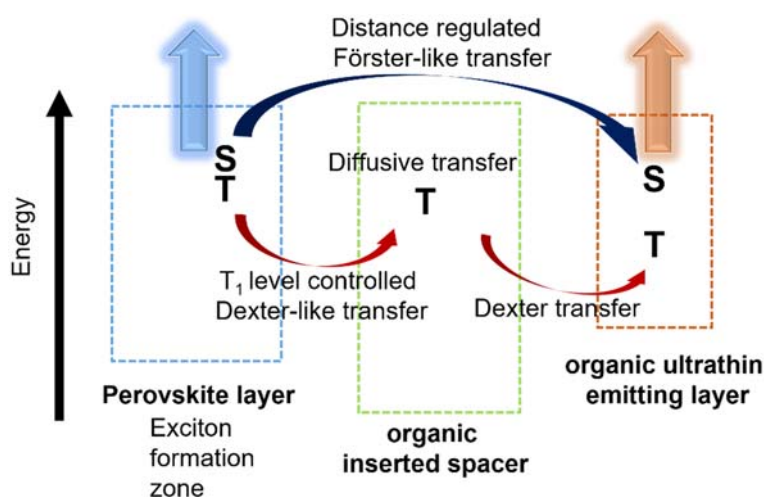 Distance regulated
Förster-like transfer
Energy
S
T
Diffusive transfer
T
S
T
T₁ level controlled
Dexter-like transfer
Dexter transfer
Perovskite layer
Exciton
formation
zone
organic
inserted spacer
organic ultrathin
emitting layer